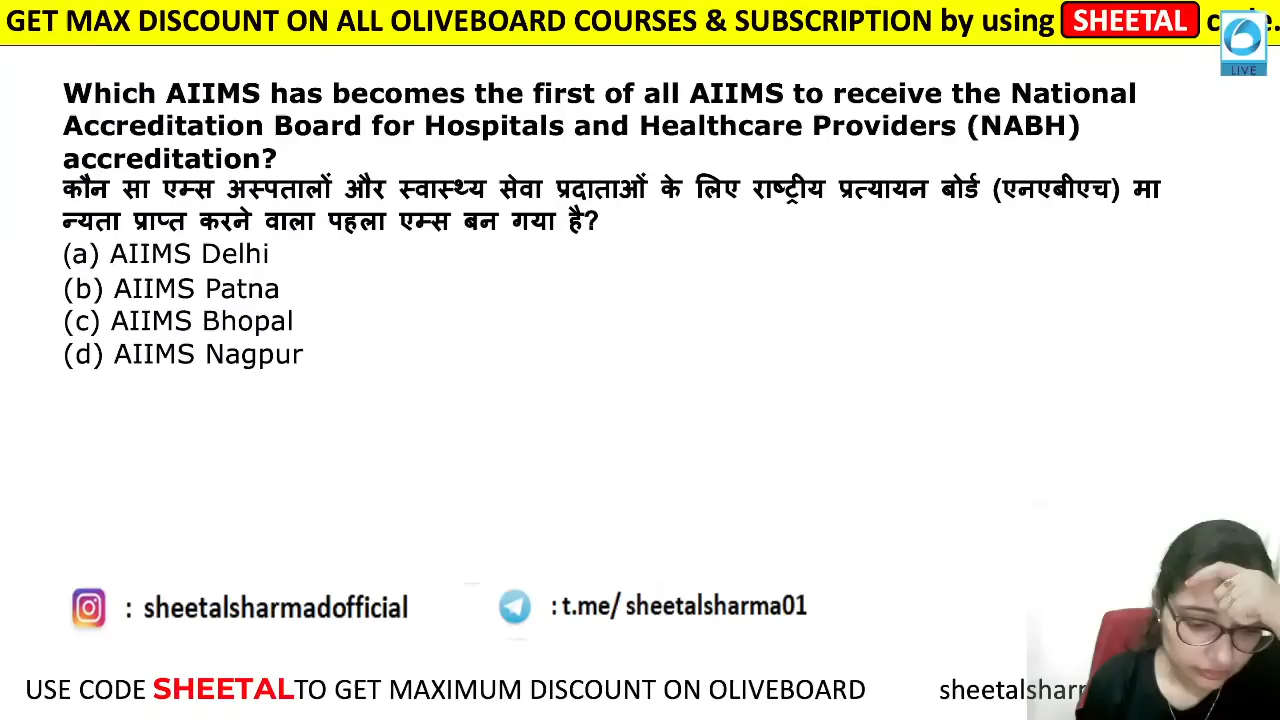 GET MAX DISCOUNT ON ALL OLIVEBOARD COURSES & SUBSCRIPTION by using SHEETAL code.
LIVE
Which AIIMS has becomes the first of all AIIMS to receive the National
Accreditation Board for Hospitals and Healthcare Providers (NABH)
accreditation?
कौन सा एम्स अस्पतालों और स्वास्थ्य सेवा प्रदाताओं के लिए राष्ट्रीय प्रत्यायन बोर्ड (एनएबीएच) मा
न्यता प्राप्त करने वाला पहला एम्स बन गया है?
(a) AIIMS Delhi
(b) AIIMS Patna
(c) AIIMS Bhopal
(d) AIIMS Nagpur
: sheetalsharmadofficial
: t.me/ sheetalsharma01
USE CODE SHEETALTO GET MAXIMUM DISCOUNT ON OLIVEBOARD